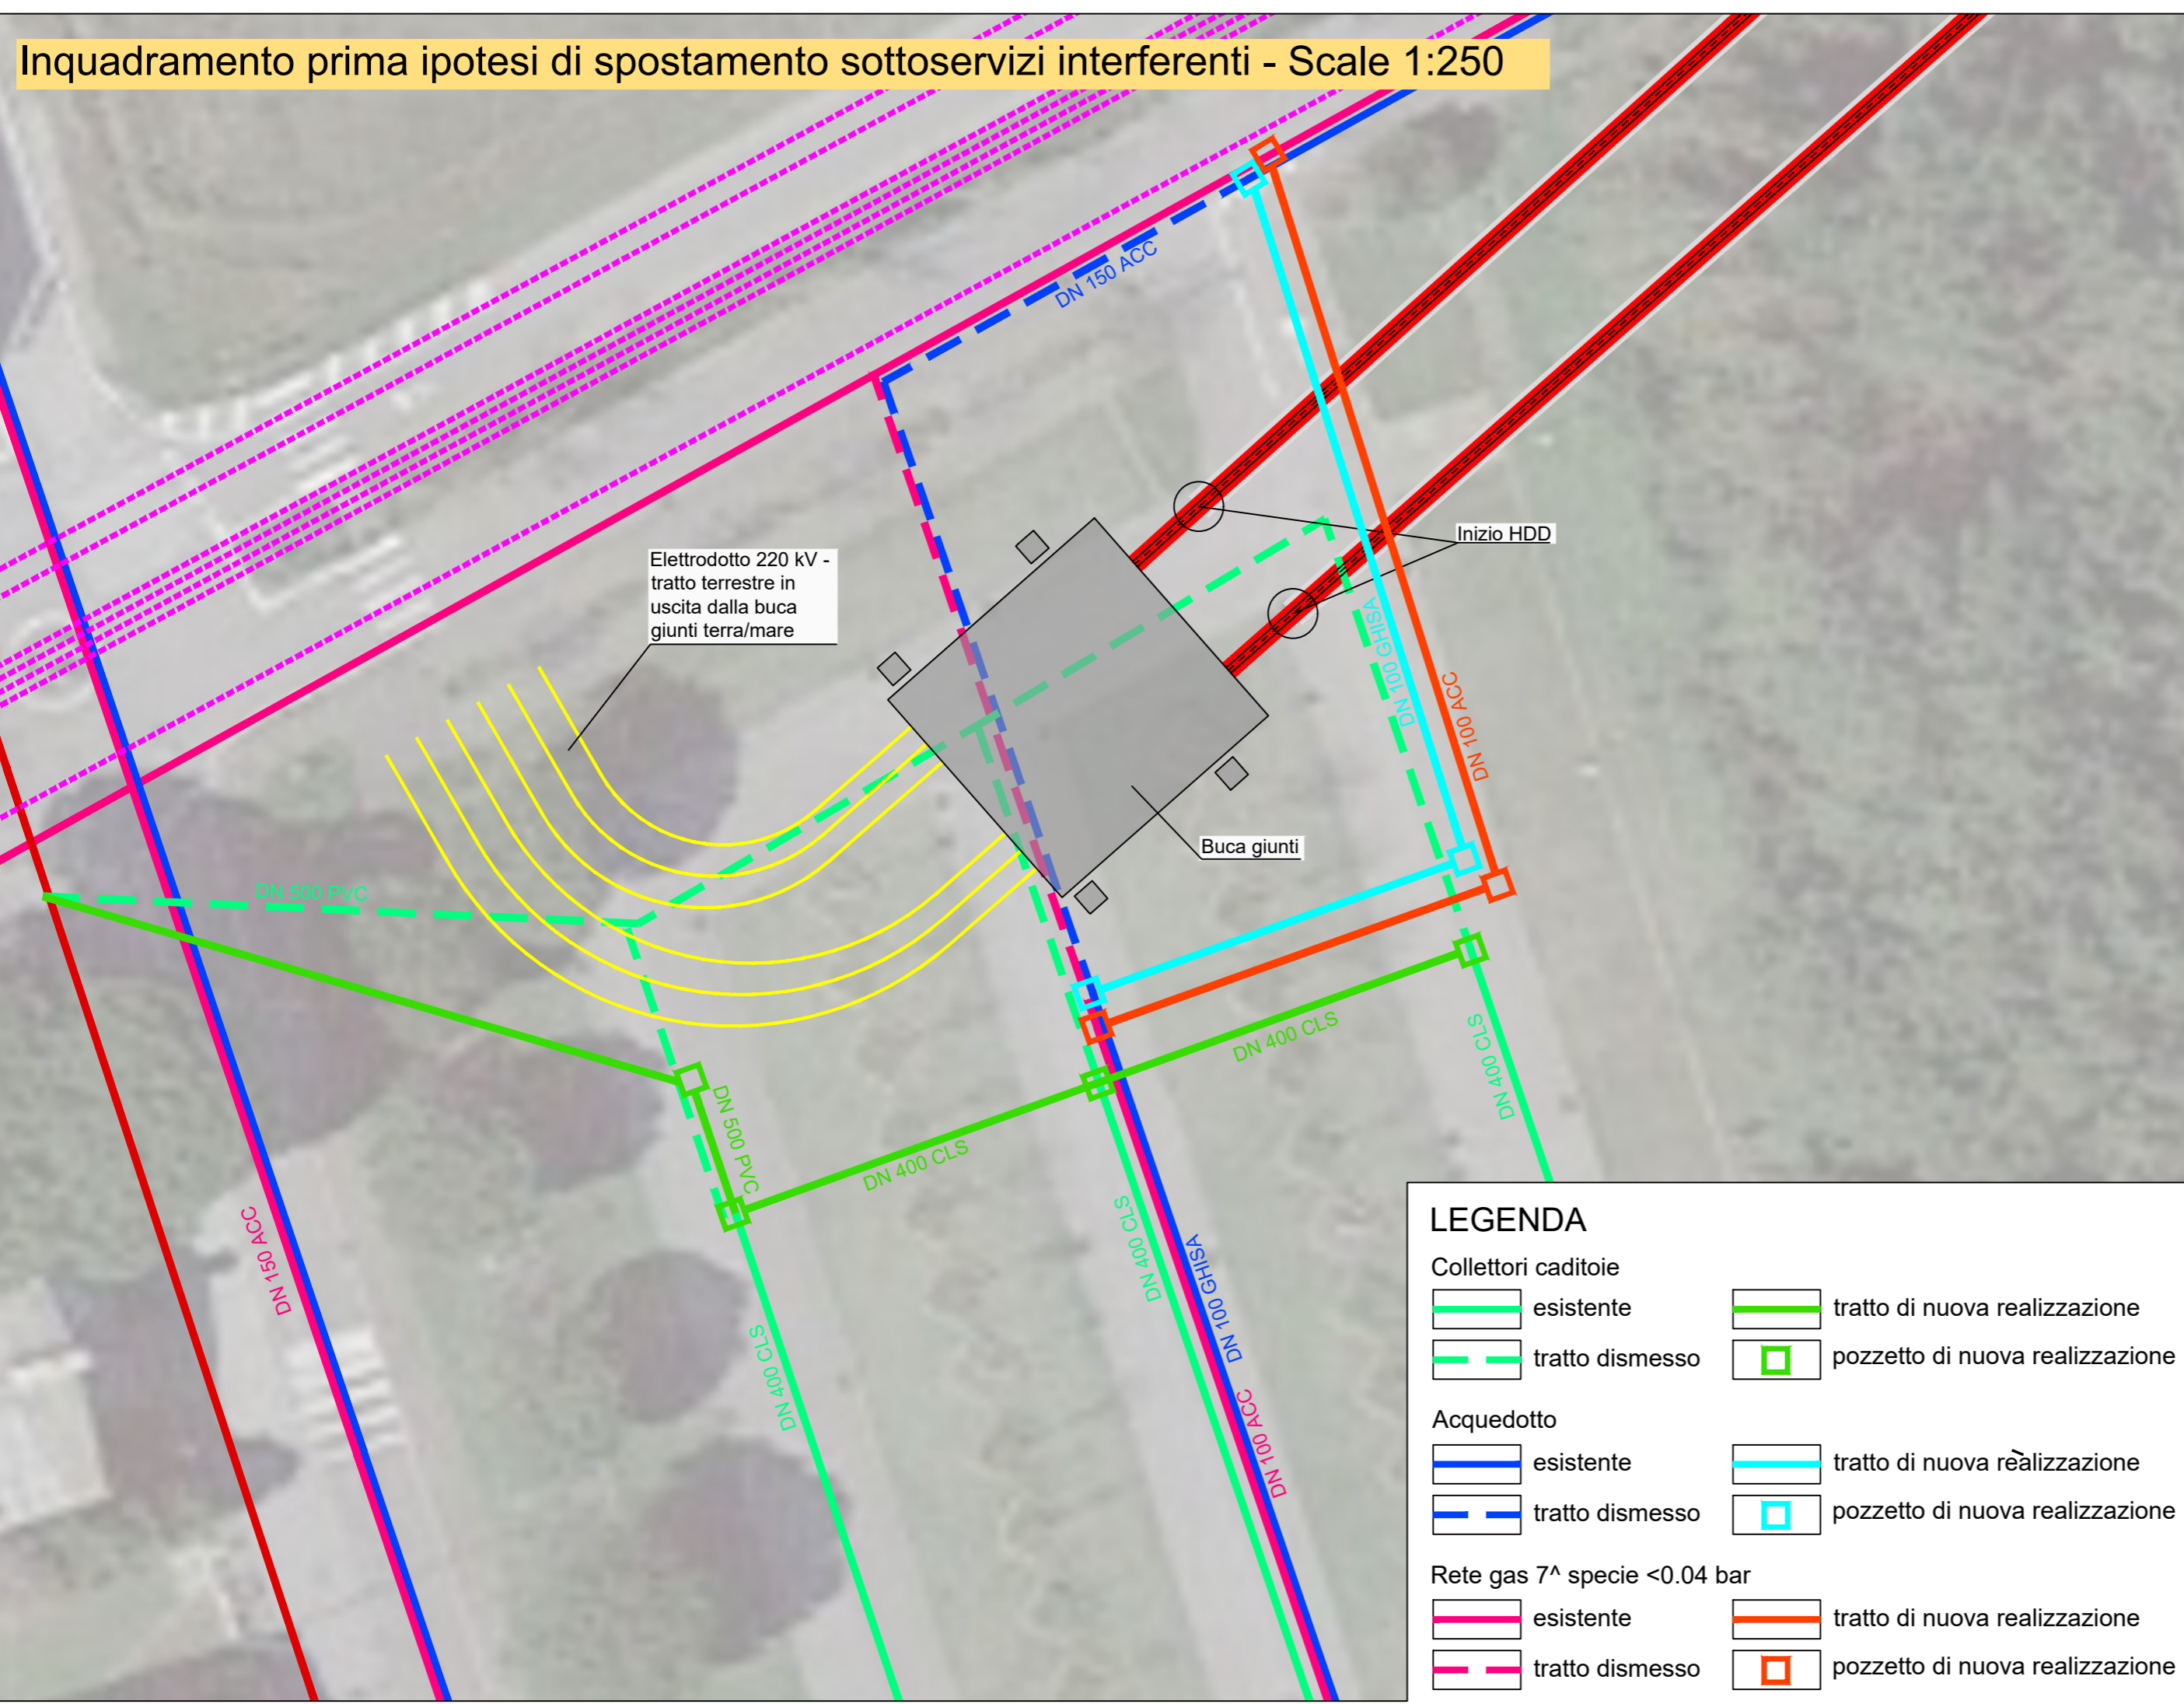 Inquadramento prima ipotesi di spostamento sottoservizi interferenti - Scale 1:250
DN 150 ACC
Inizio HDD
Elettrodotto 220 kV -
tratto terrestre in
uscita dalla buca
giunti terra/mare
DN 100 GHISA
DN 100 ACC
Buca giunti
DN 500 PVC
DN 400 CLS
DN 400 CLS
DN 500 PVC
DN 400 CLS
DN 150 ACC
DN 400 CLS
DN 100 GHISA
DN 400 CLS
DN 100 ACC
LEGENDA
Collettori caditoie
esistente
tratto di nuova realizzazione
tratto dismesso
pozzetto di nuova realizzazione
Acquedotto
esistente
tratto di nuova realizzazione
tratto dismesso
pozzetto di nuova realizzazione
Rete gas 7^ specie <0.04 bar
esistente
tratto di nuova realizzazione
tratto dismesso
pozzetto di nuova realizzazione